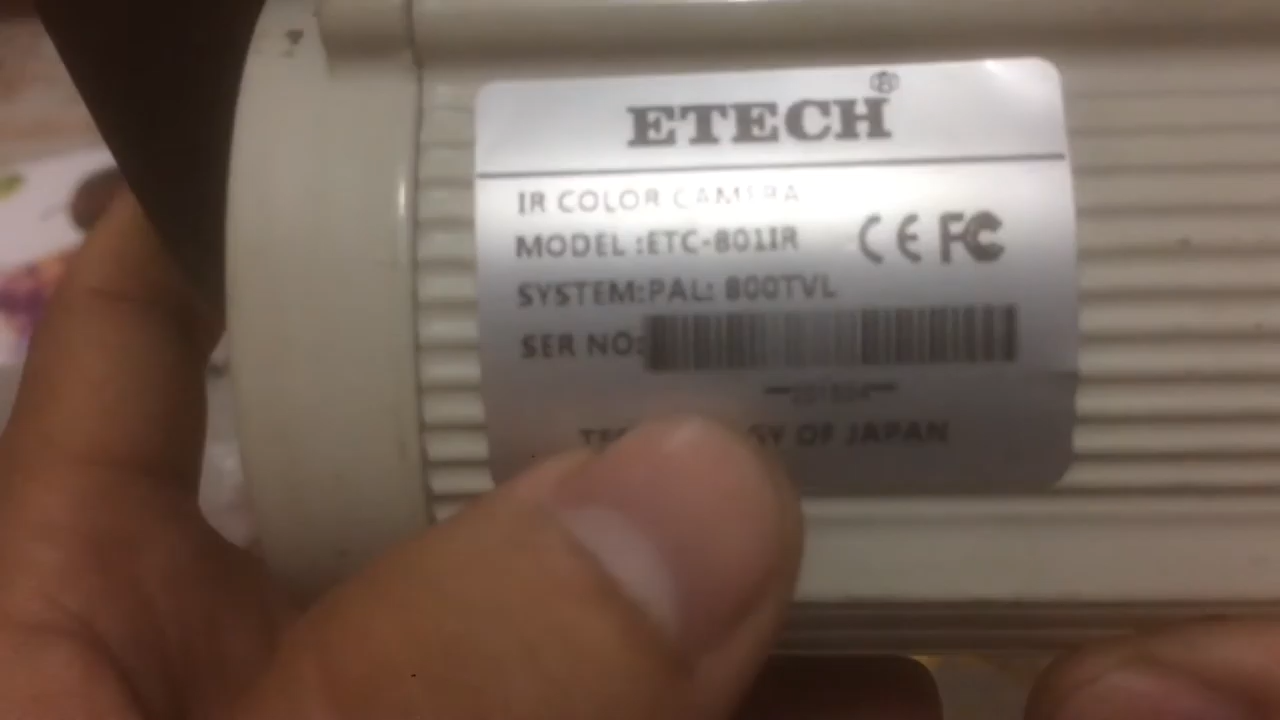 ETECH®
IR COLOR CAMERA
MODEL :ETC-801IR CE FC
SYSTEM:PAL: 800TVL
SER NO:
OF JAPAN